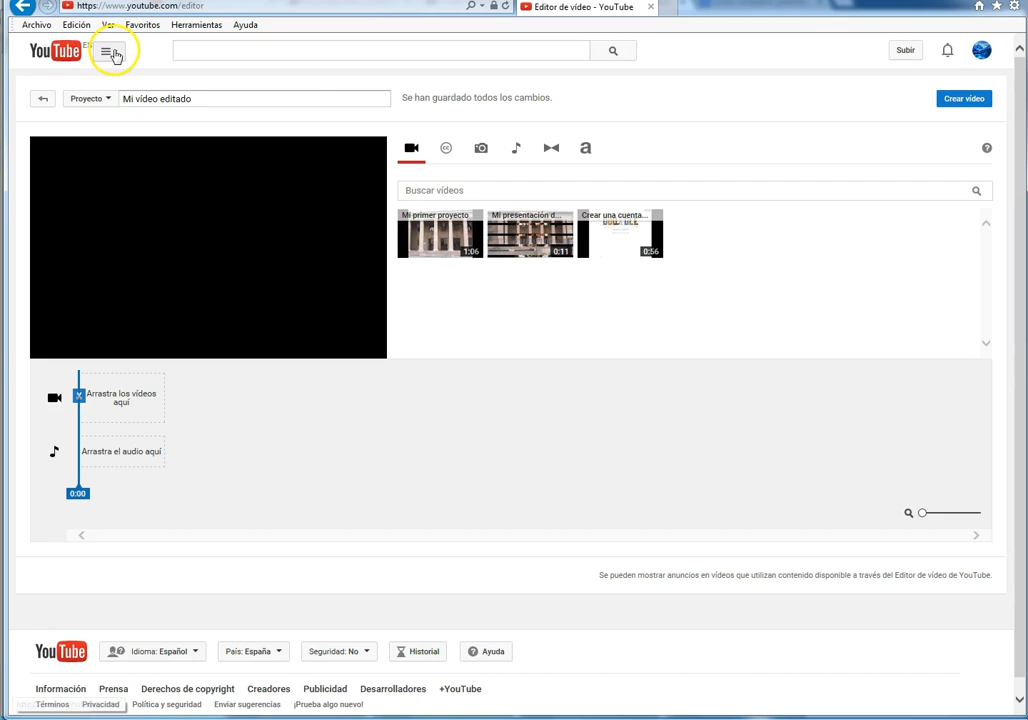 https://www.youtube.com/editor
Editor de vídeo - YouTube
Archivo Edición Ver Favoritos Herramientas Ayuda
YouTube
Subir
Proyecto
Mi vídeo editado
Se han guardado todos los cambios.
Crear vídeo
cc
a
?
Buscar vídeos
Mi primer proyecto
Mi presentación d...
Crear una cuenta...
1:06
0:11
0:56
Arrastra los vídeos
aquí
Arrastra el audio aquí
0:00
Se pueden mostrar anuncios en vídeos que utilizan contenido disponible a través del Editor de vídeo de YouTube.
YouTube
Idioma: Español
País: España
Seguridad: No
Historial
Ayuda
Información Prensa Derechos de copyright Creadores Publicidad Desarrolladores +YouTube
Términos Privacidad Política y seguridad Enviar sugerencias ¡Prueba algo nuevo!